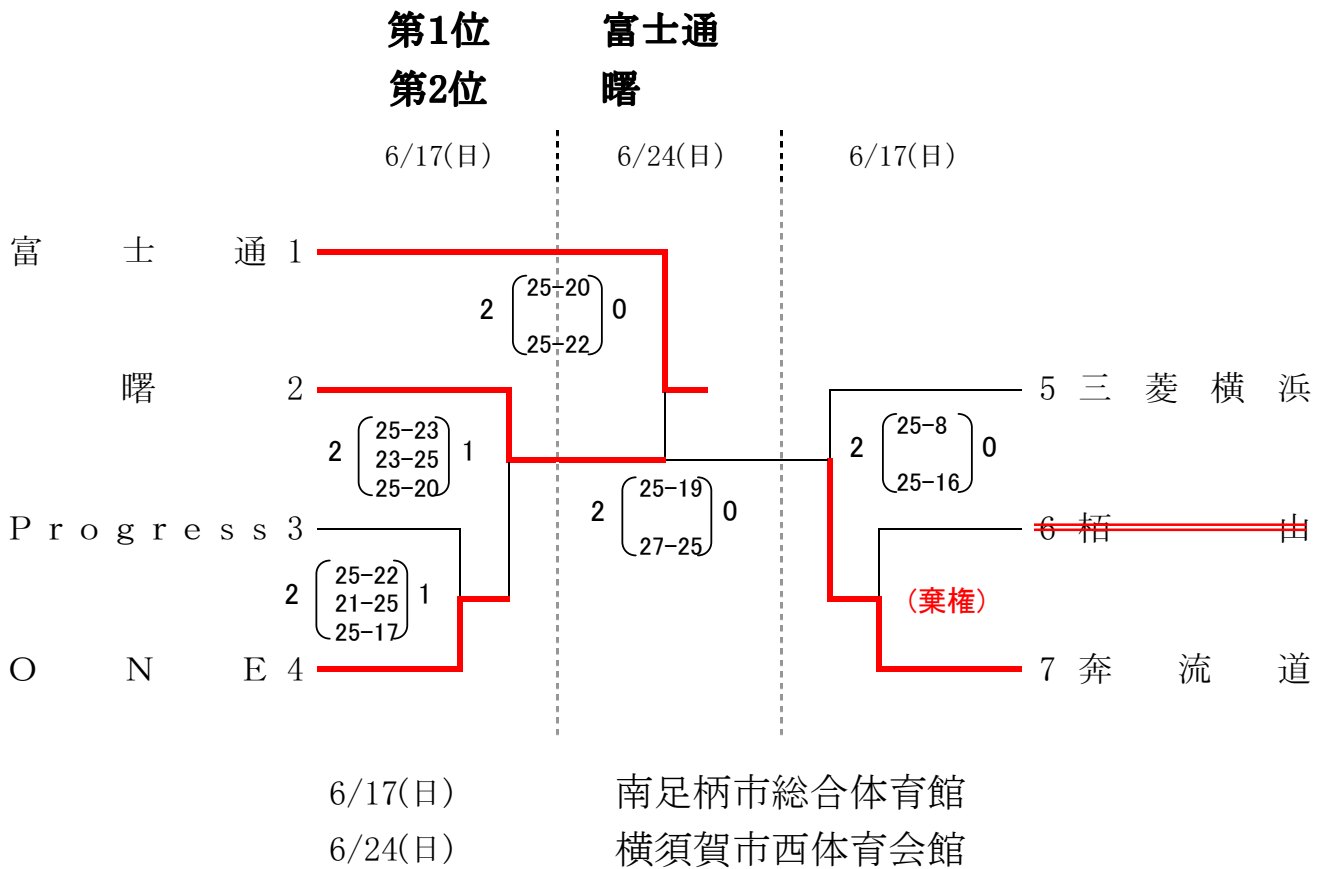 第1位 富士通
第2位 曙
6/17(日) 6/24(日) 6/17(日)
富士通 1
2 25-20 0
25-22
曙 2
5 三菱横浜
2 25-23 1
23-25
25-20
2 25-8 0
25-16
2 25-19 0
27-25
Progress 3
6 栢山
2 25-22 1
21-25
25-17
(棄権)
ONE 4
7 奔流道
6/17(日) 南足柄市総合体育館
6/24(日) 横須賀市西体育会館